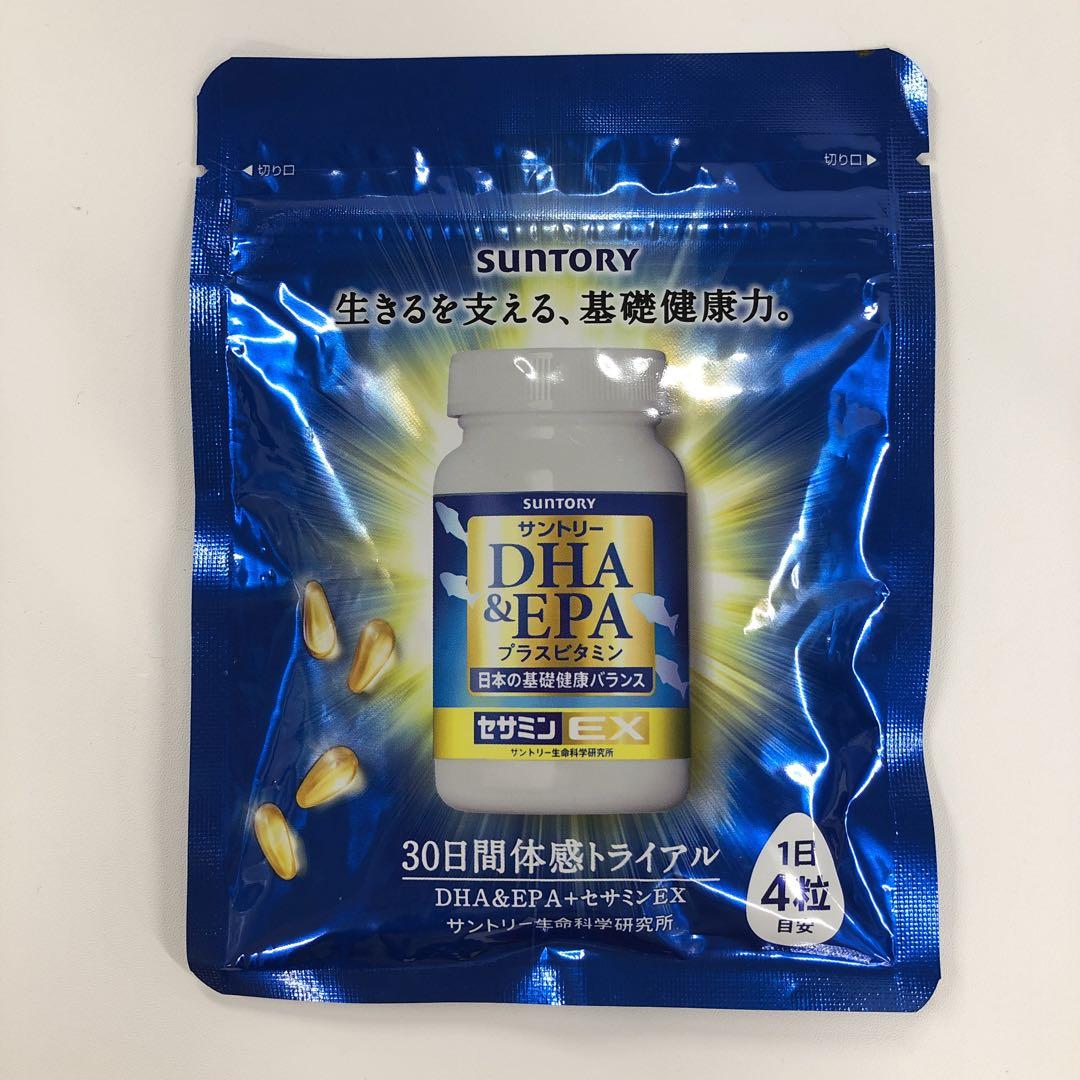 切り口
切り口
SUNTORY
生きるを支える、基礎健康力。
SUNTORY
サントリー
DHA
&EPA
プラスビタミン
日本の基礎健康バランス
セサミンEX
サントリー生命科学研究所
30日間体感トライアル
DHA&EPA+セサミンEX
サントリー生命科学研究所
1日
4粒
目安